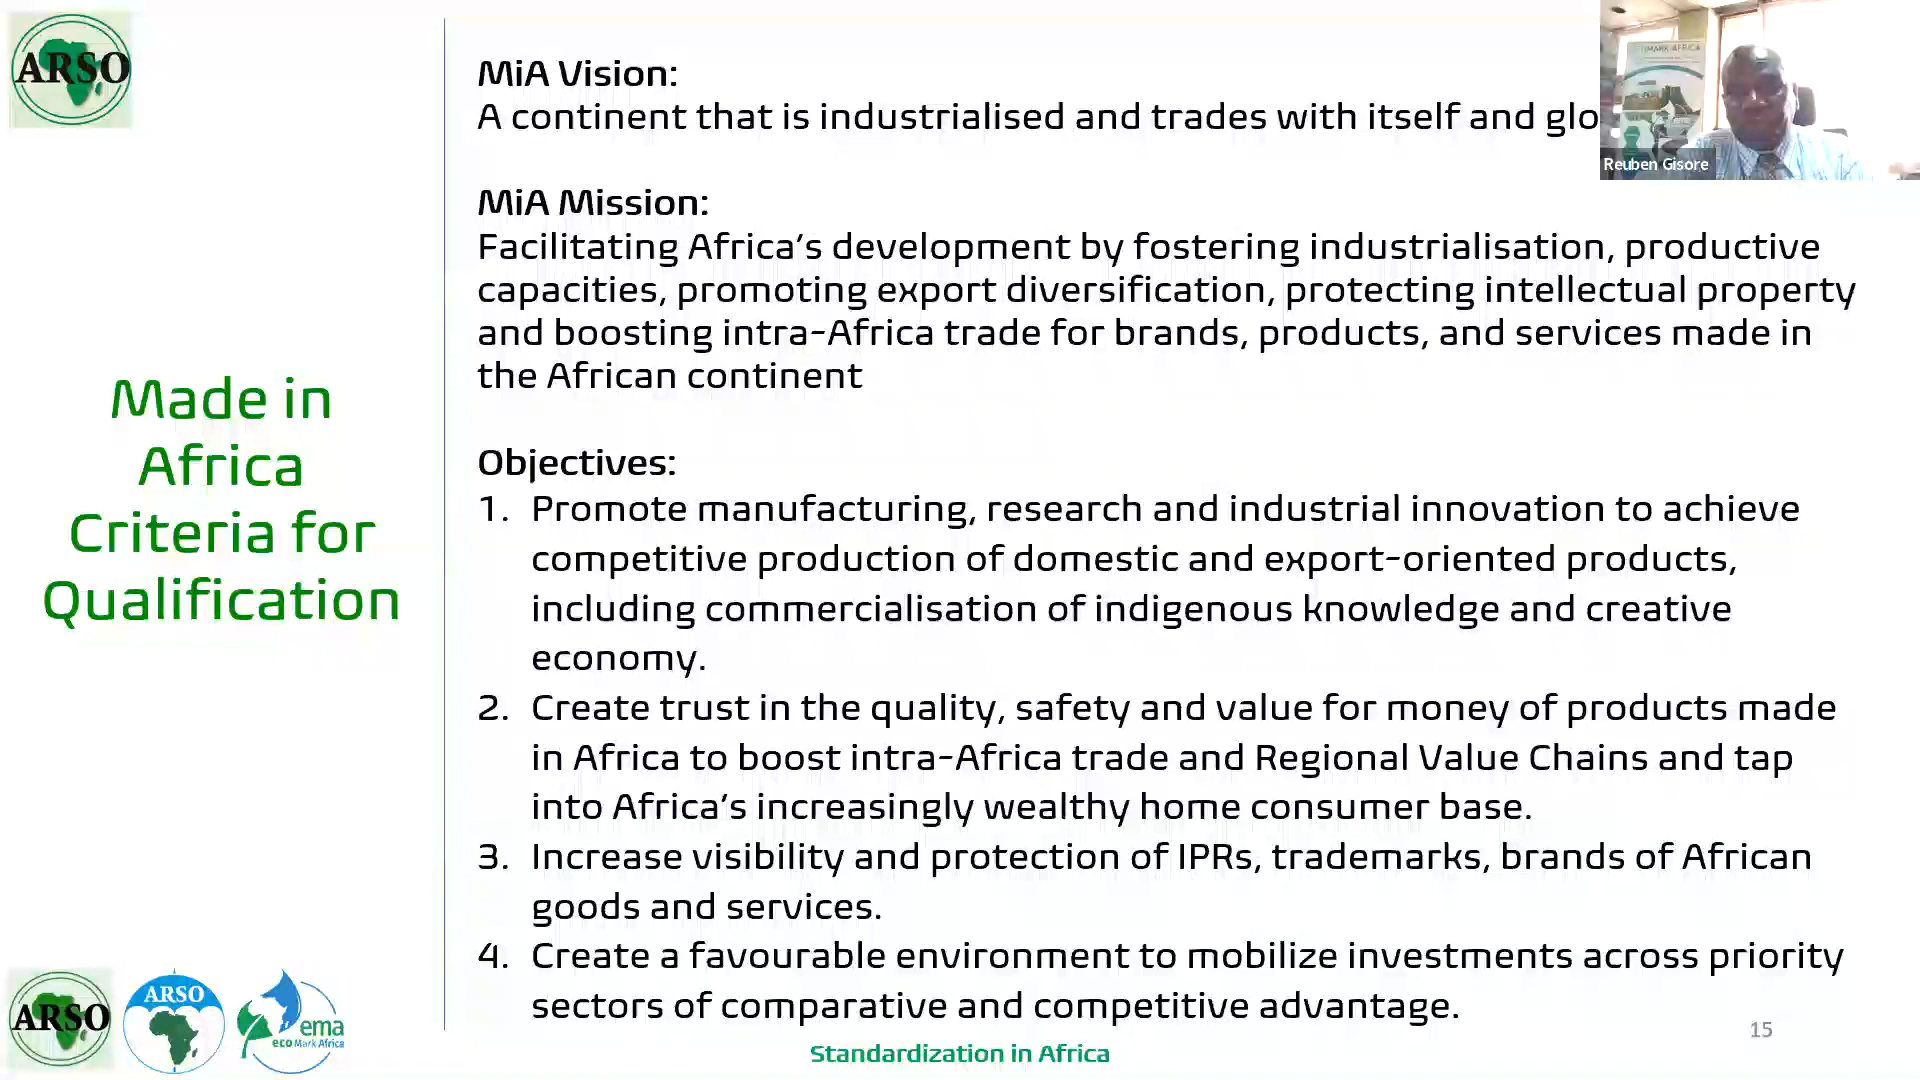 ARSO
MiA Vision:
A continent that is industrialised and trades with itself and glo
MARK AFRICA
Reuben Gisore
MiA Mission:
Facilitating Africa's development by fostering industrialisation, productive
capacities, promoting export diversification, protecting intellectual property
and boosting intra-Africa trade for brands, products, and services made in
the African continent
Made in
Africa
Criteria for
Qualification
Objectives:
1. Promote manufacturing, research and industrial innovation to achieve
competitive production of domestic and export-oriented products,
including commercialisation of indigenous knowledge and creative
economy.
2. Create trust in the quality, safety and value for money of products made
in Africa to boost intra-Africa trade and Regional Value Chains and tap
into Africa's increasingly wealthy home consumer base.
3. Increase visibility and protection of IPRs, trademarks, brands of African
goods and services.
4. Create a favourable environment to mobilize investments across priority
sectors of comparative and competitive advantage.
ARSO
ARSO
ema
eco Mark Africa
15
Standardization in Africa